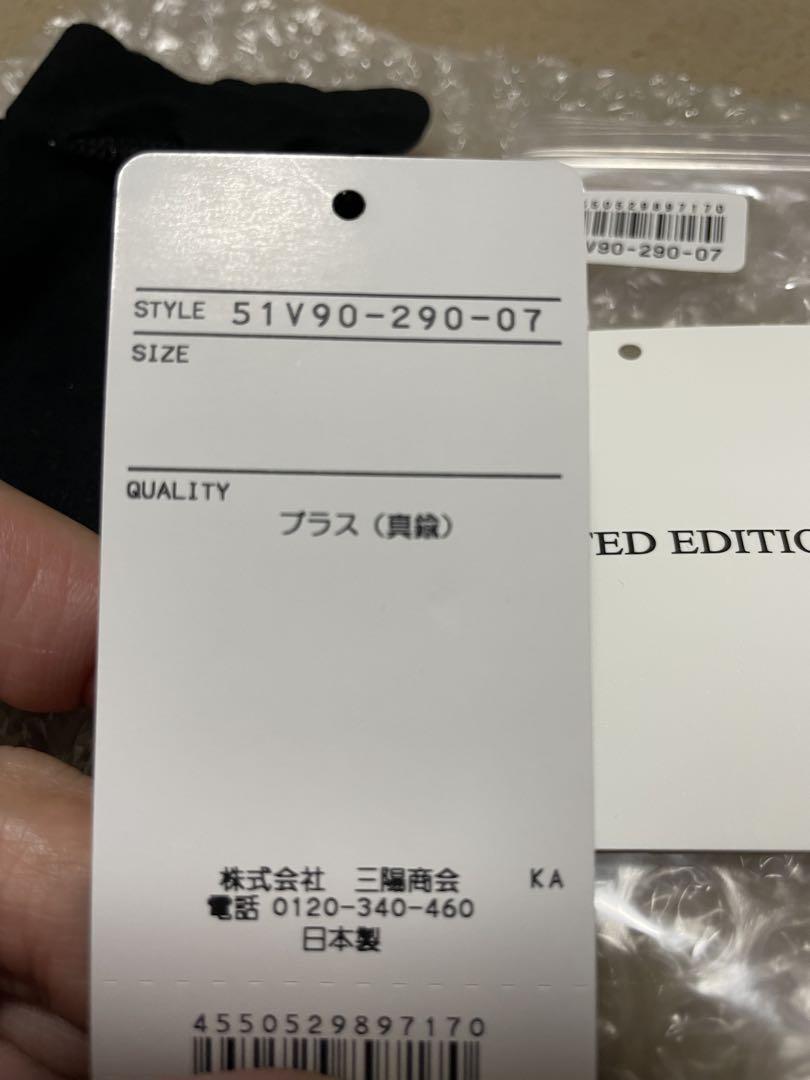 STYLE 51V90-290-07
SIZE
QUALITY
ブラス（真鍮）
株式会社 三陽商会 KA
電話 0120-340-460
日本製
4550529897170
550529897170
V90-290-07
TED EDITIO